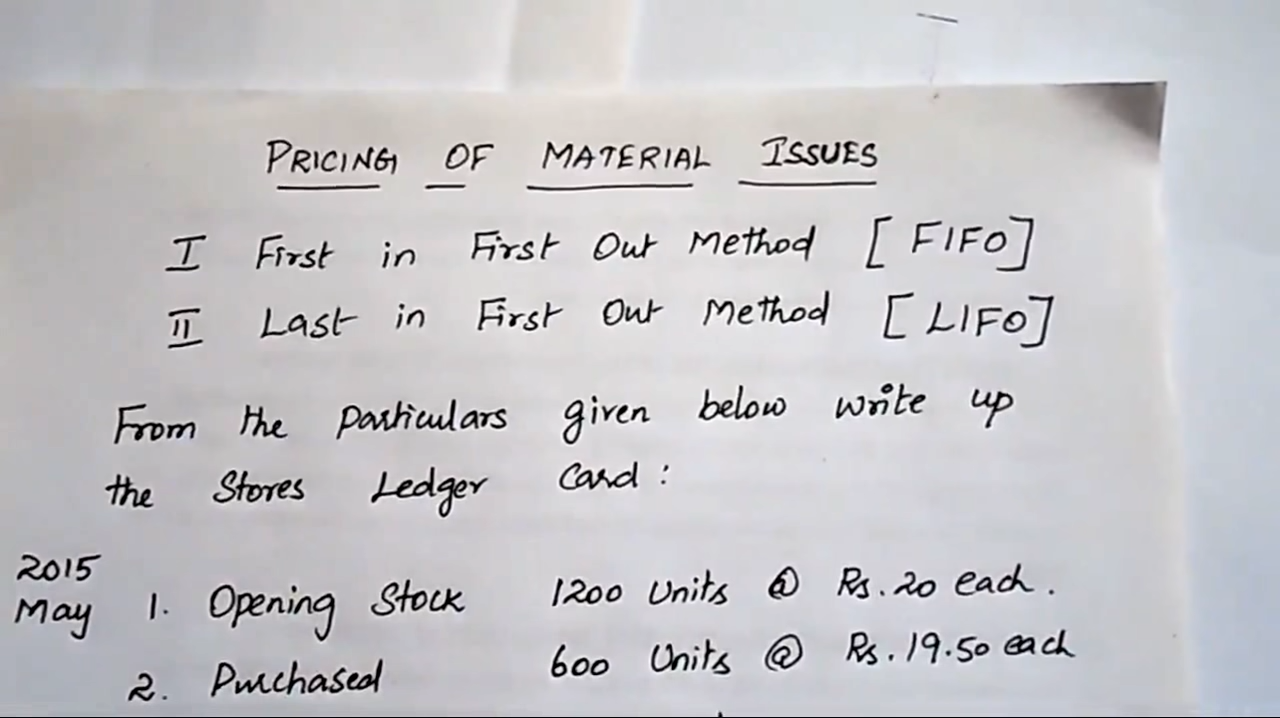 PRICING OF MATERIAL ISSUES
I First in First Out Method [FIFO]
II Last in First Out Method [LIFO]
From the Particulars given below write up
the Stores Ledger Card:
2015
May 1. Opening Stock 1200 Units @ Rs. 20 each.
2. Purchased 600 Units @ Rs. 19.50 each